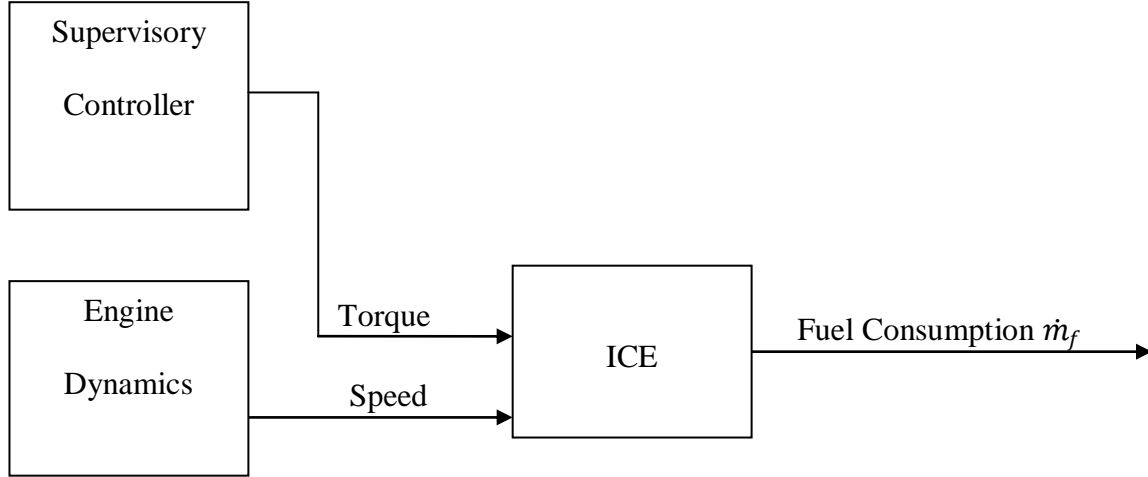 Supervisory
Controller
Engine
Dynamics
Torque
Speed
ICE
Fuel Consumption ṁ_f